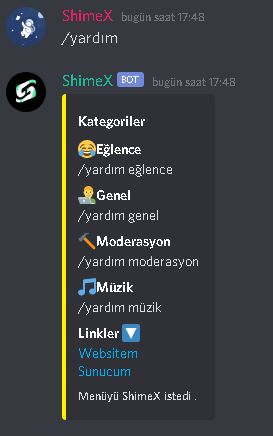 ShimeX bugün saat 17:48
/yardım
ShimeX BOT bugün saat 17:48
Kategoriler
😂Eğlence
/yardım eğlence
👨‍💻Genel
/yardım genel
🔨Moderasyon
/yardım moderasyon
🎵Müzik
/yardım müzik
Linkler 🔽
Websitem
Sunucum
Menüyü ShimeX istedi .